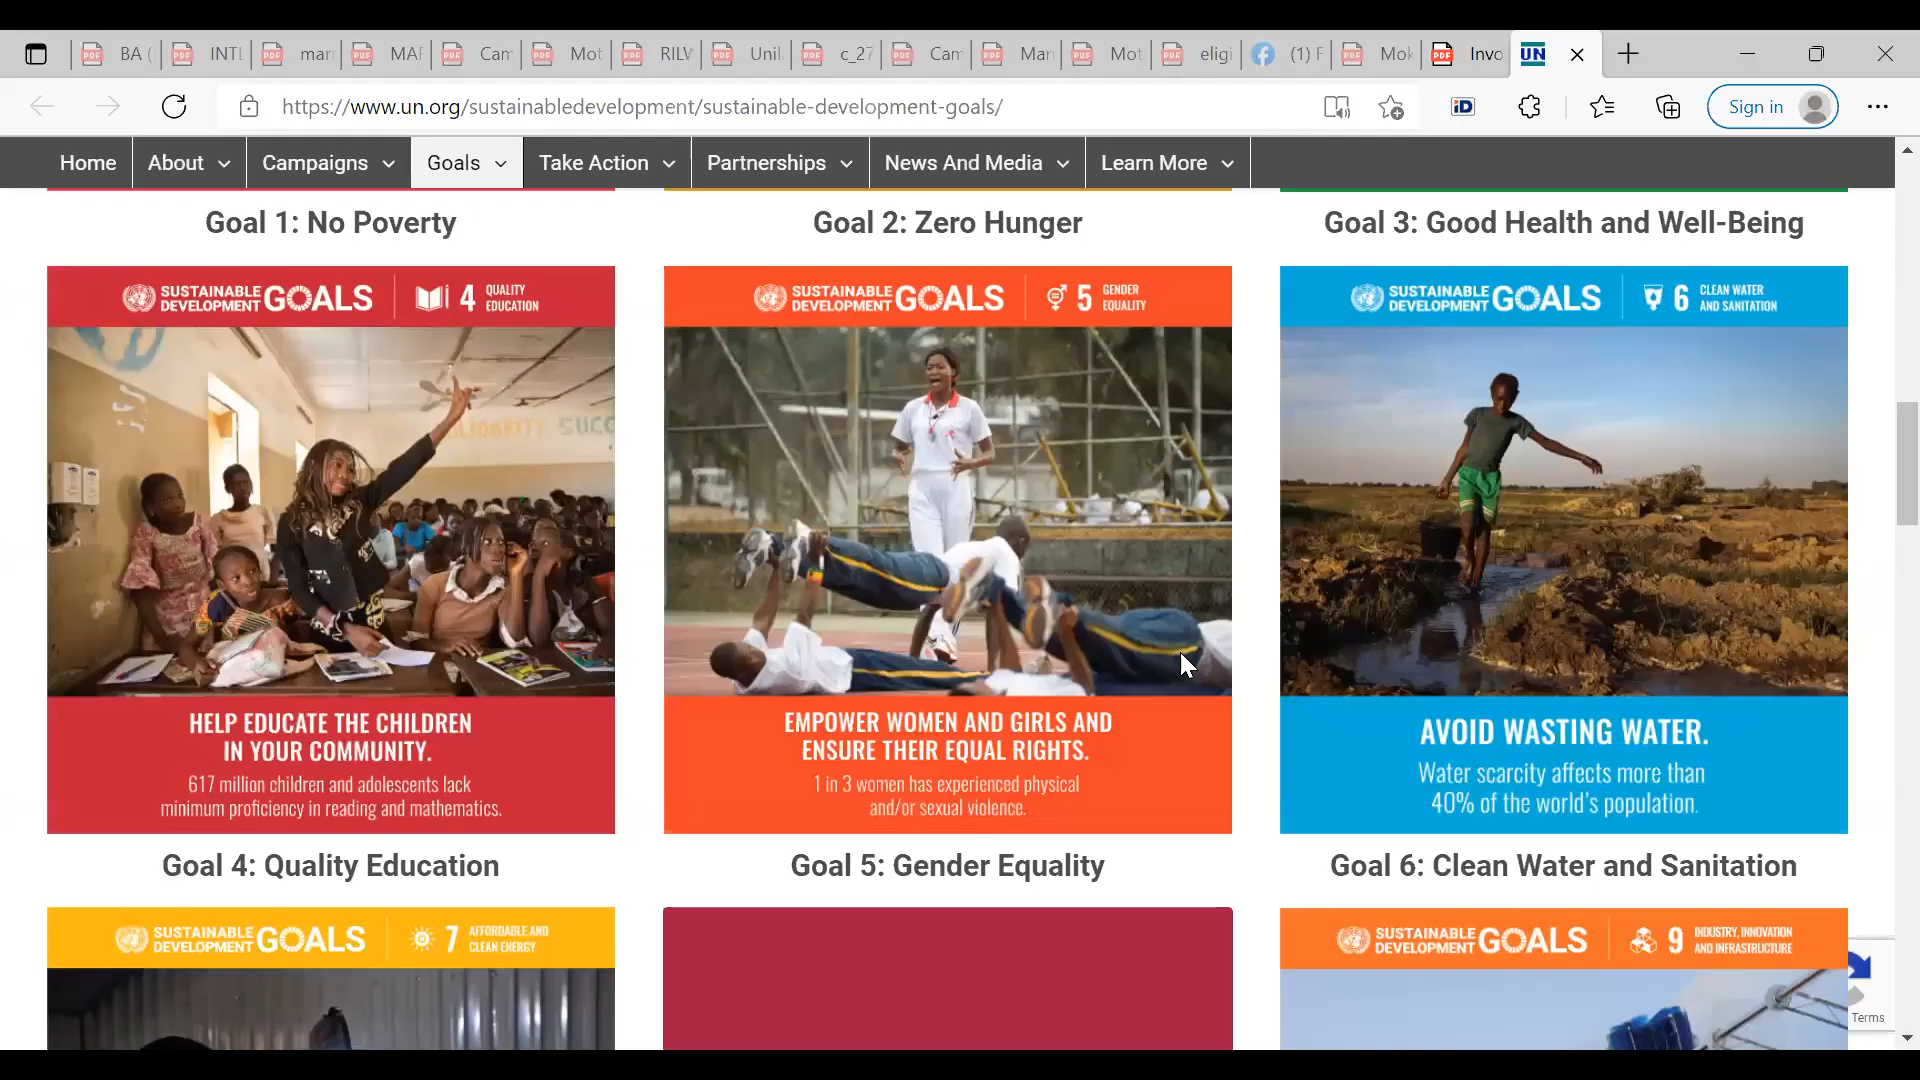 BA (
INTL
mar
MAF
Cam
Mot
RILV
Unil
c_27
Cam
Mar
Mot
eligi
(1) F
Mok
Invo
UN
https://www.un.org/sustainabledevelopment/sustainable-development-goals/
iD
Sign in
Home
About
Campaigns
Goals
Take Action
Partnerships
News And Media
Learn More
Goal 1: No Poverty
Goal 2: Zero Hunger
Goal 3: Good Health and Well-Being
SUSTAINABLE
DEVELOPMENT GOALS
4 QUALITY
EDUCATION
SUSTAINABLE
DEVELOPMENT GOALS
5 GENDER
EQUALITY
SUSTAINABLE
DEVELOPMENT GOALS
6 CLEAN WATER
AND SANITATION
SUCC
HELP EDUCATE THE CHILDREN
IN YOUR COMMUNITY.
617 million children and adolescents lack
minimum proficiency in reading and mathematics.
EMPOWER WOMEN AND GIRLS AND
ENSURE THEIR EQUAL RIGHTS.
1 in 3 women has experienced physical
and/or sexual violence.
AVOID WASTING WATER.
Water scarcity affects more than
40% of the world's population.
Goal 4: Quality Education
Goal 5: Gender Equality
Goal 6: Clean Water and Sanitation
SUSTAINABLE
DEVELOPMENT GOALS
7 AFFORDABLE AND
CLEAN ENERGY
SUSTAINABLE
DEVELOPMENT GOALS
9 INDUSTRY, INNOVATION
AND INFRASTRUCTURE
Terms